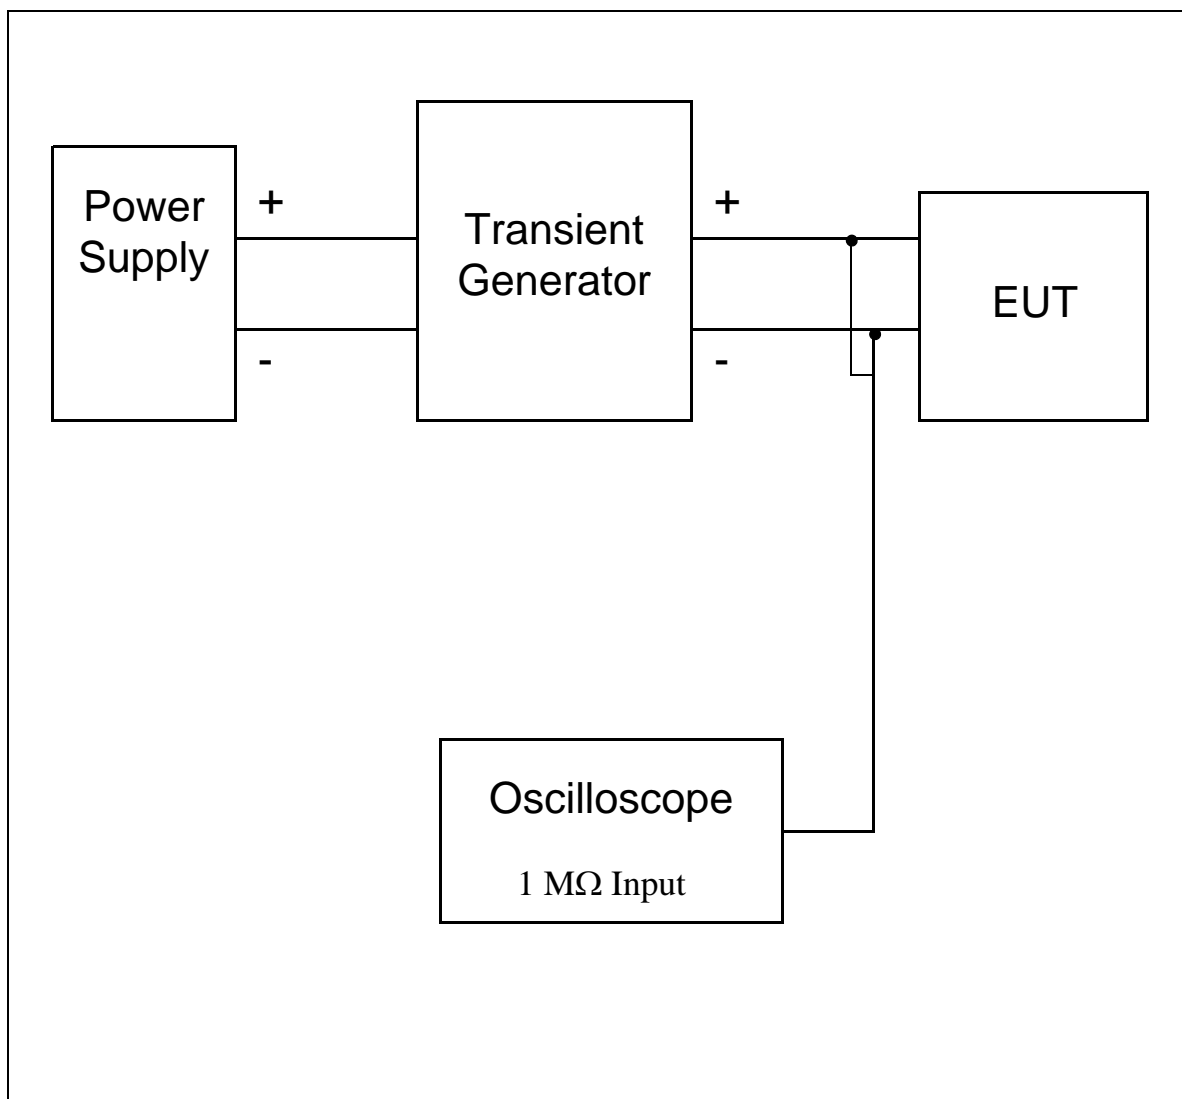 Power
Supply
+
-
Transient
Generator
+
-
EUT
Oscilloscope
1 MΩ Input